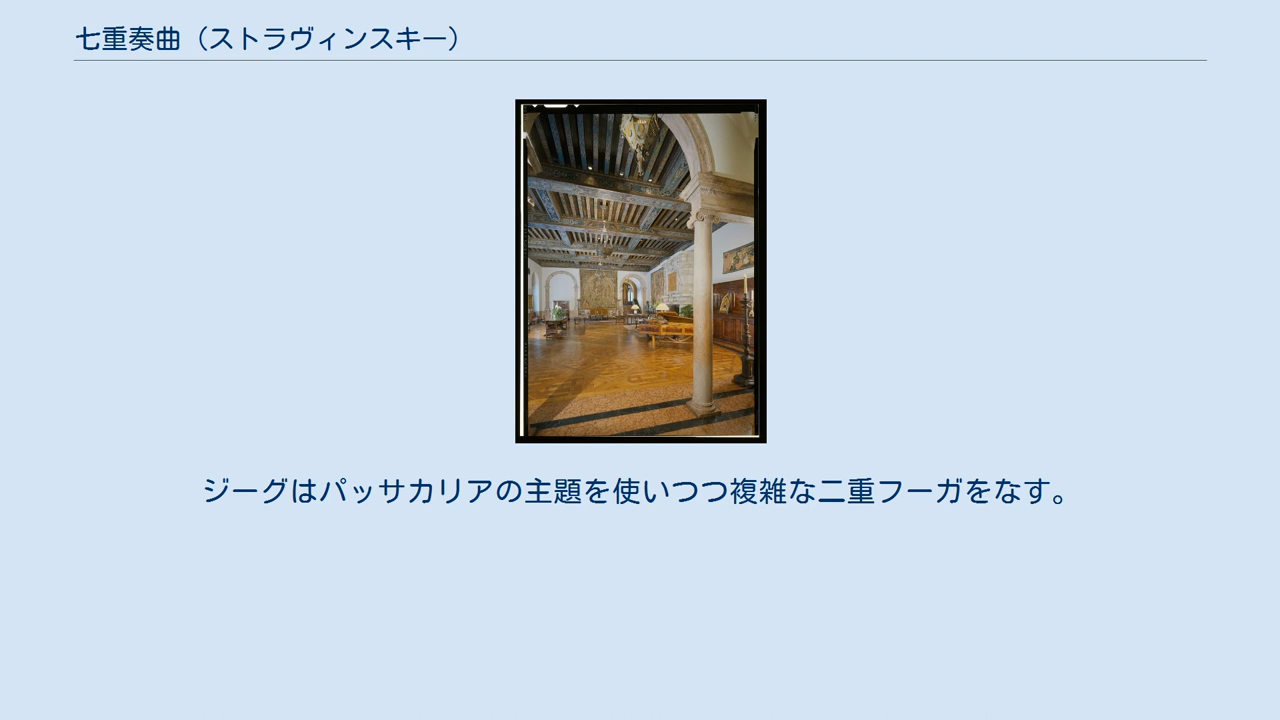 七重奏曲（ストラヴィンスキー）
ジーグはパッサカリアの主題を使いつつ複雑な二重フーガをなす。